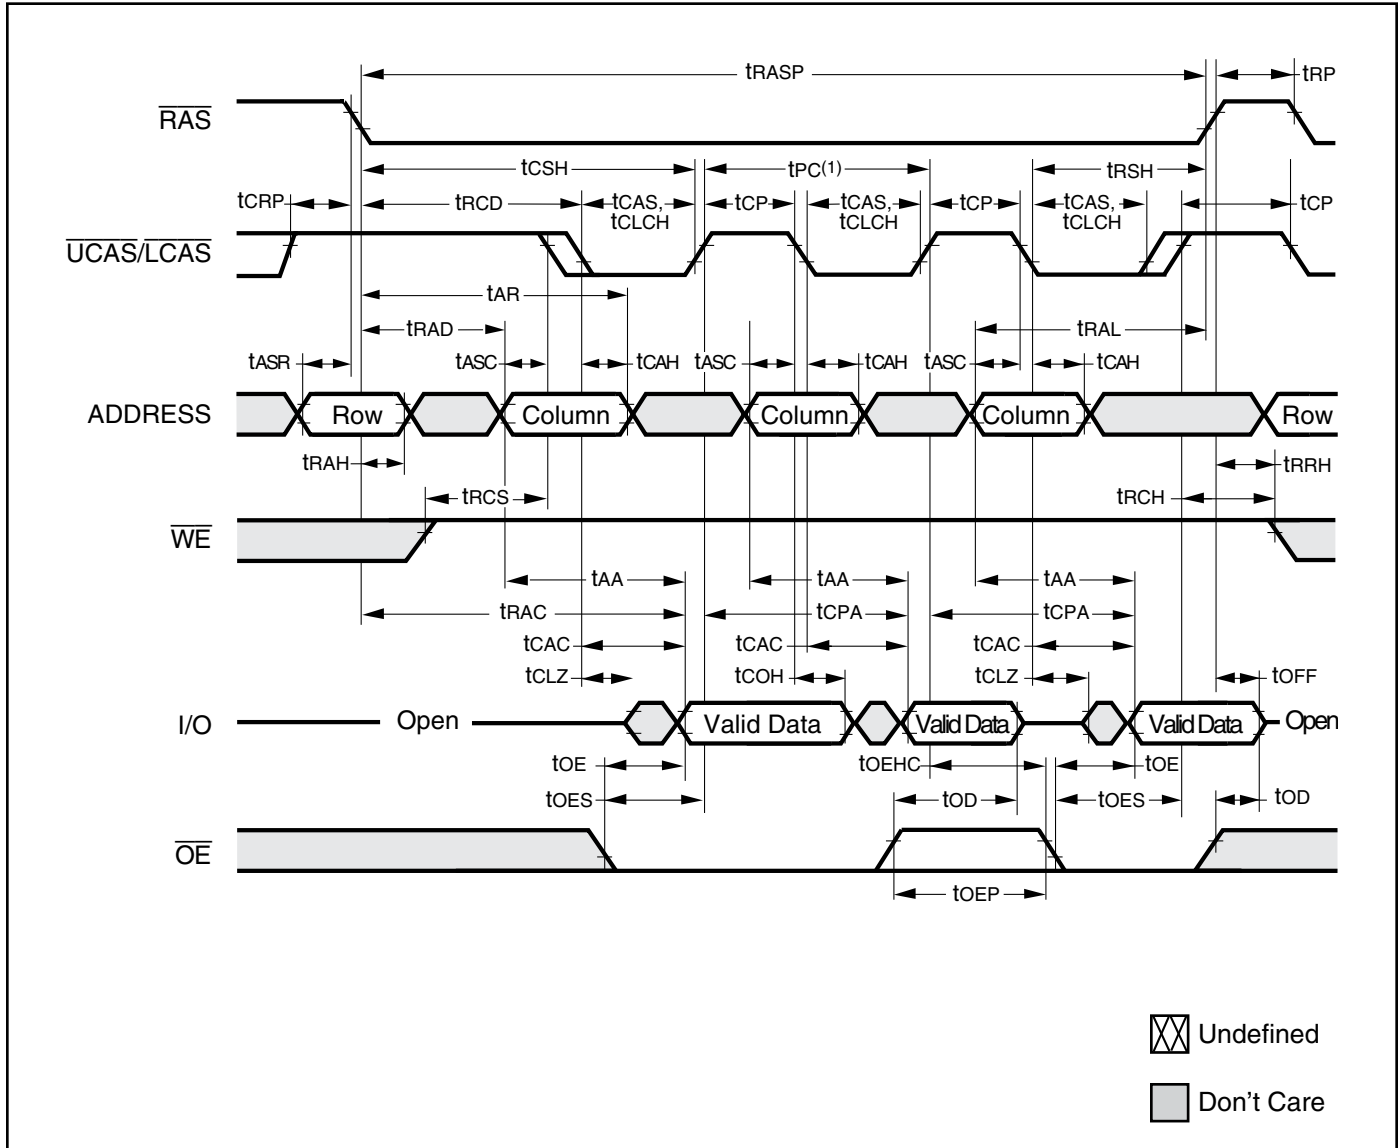 tRASP tRP
RAS
tCSH tPC(1) tRSH
tCRP tRCD tCAS, tCP tCAS, tCP tCAS, tCP
tCLCH tCLCH tCLCH
UCAS/LCAS
tAR
tRAD tRAL
tASR tASC tCAH tASC tCAH tASC tCAH
ADDRESS Row Column Column Column Row
tRAH tRRH
tRCS tRCH
WE
tAA tAA tAA
tRAC tCPA tCPA
tCAC tCAC tCAC
tCLZ tCOH tCLZ tOFF
I/O Open Valid Data Valid Data Valid Data Open
tOE tOEHC tOE
tOES tOD tOES tOD
OE
tOEP
Undefined
Don't Care